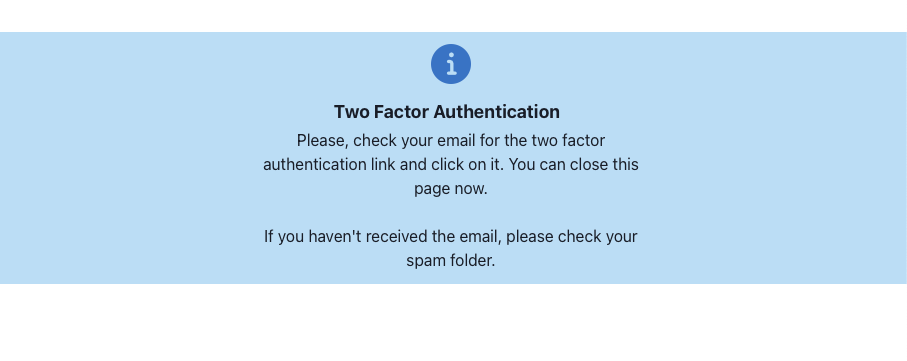 Two Factor Authentication
Please, check your email for the two factor
authentication link and click on it. You can close this
page now.
If you haven't received the email, please check your
spam folder.